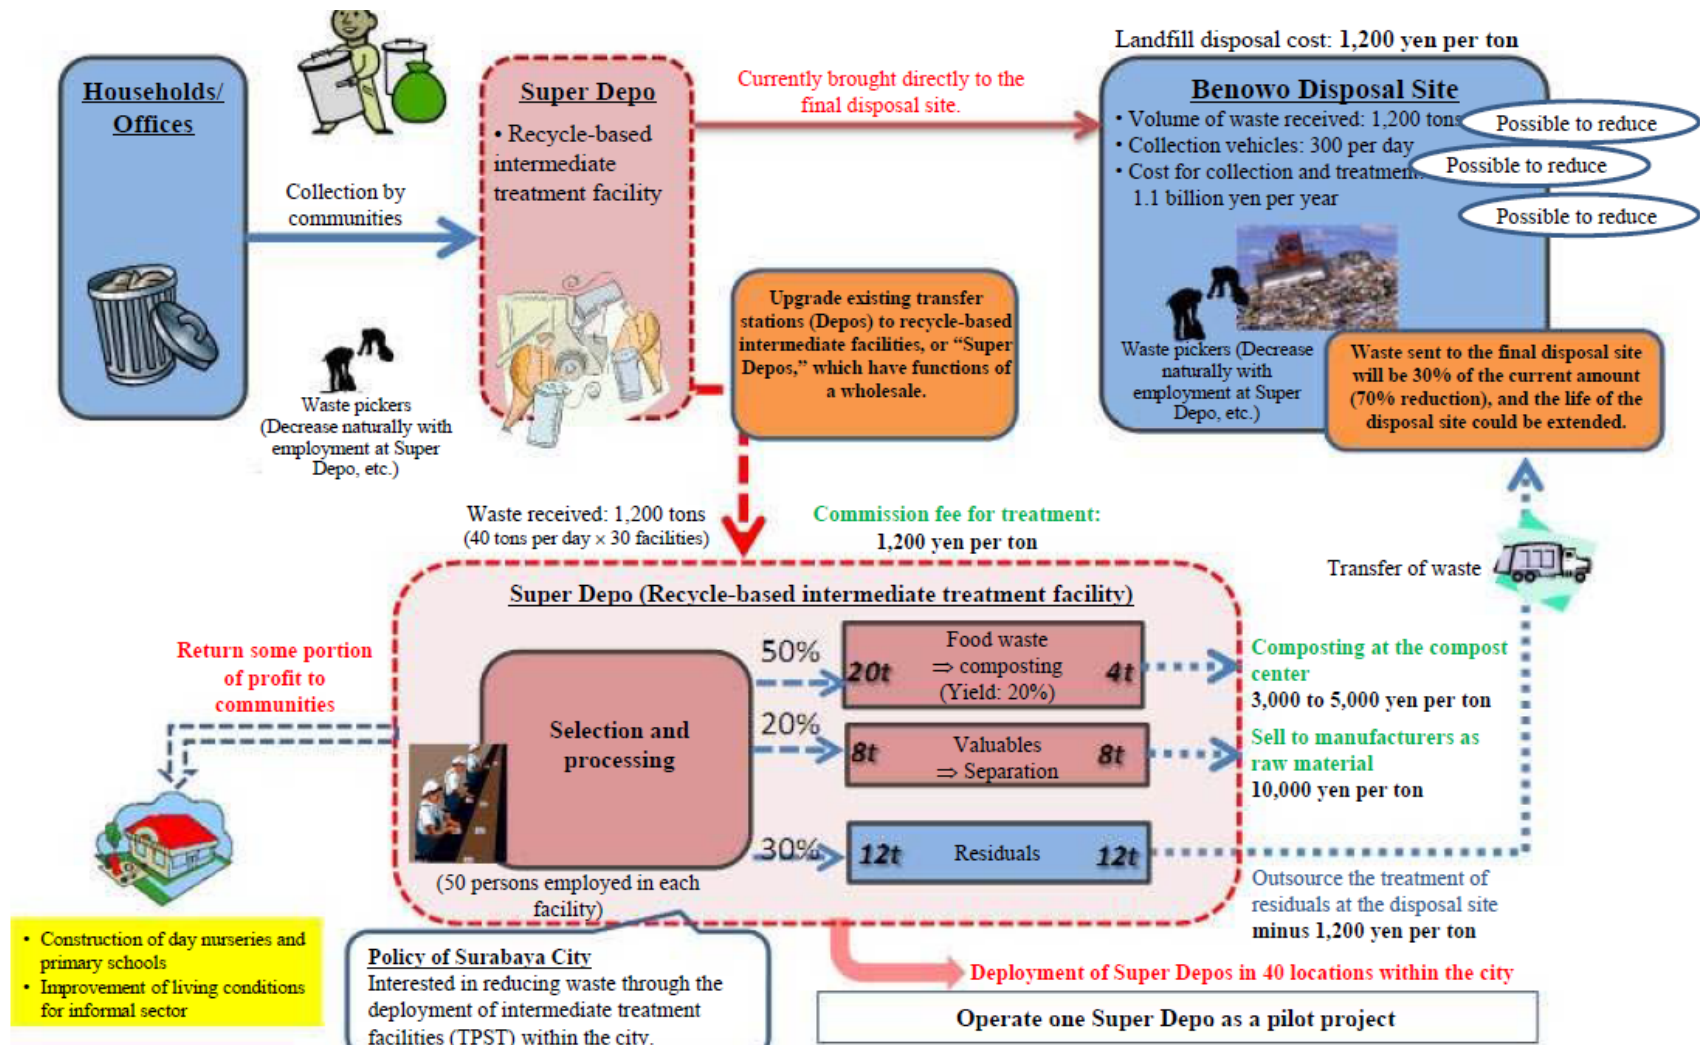 Households/
Offices
Collection by
communities
Waste pickers
(Decrease naturally with
employment at Super
Depo, etc.)
Super Depo
• Recycle-based
intermediate
treatment facility
Currently brought directly to the
final disposal site.
Landfill disposal cost: 1,200 yen per ton
Benowo Disposal Site
• Volume of waste received: 1,200 tons
• Collection vehicles: 300 per day
• Cost for collection and treatment:
1.1 billion yen per year
Possible to reduce
Possible to reduce
Possible to reduce
Waste pickers (Decrease
naturally with
employment at Super
Depo, etc.)
Upgrade existing transfer
stations (Depos) to recycle-based
intermediate facilities, or “Super
Depos,” which have functions of
a wholesale.
Waste sent to the final disposal site
will be 30% of the current amount
(70% reduction), and the life of the
disposal site could be extended.
Waste received: 1,200 tons
(40 tons per day × 30 facilities)
Commission fee for treatment:
1,200 yen per ton
Transfer of waste
Super Depo (Recycle-based intermediate treatment facility)
Selection and
processing
(50 persons employed in each
facility)
50%
20t
Food waste
⇒ composting
(Yield: 20%)
4t
20%
8t
Valuables
⇒ Separation
8t
30%
12t
Residuals
12t
Composting at the compost
center
3,000 to 5,000 yen per ton
Sell to manufacturers as
raw material
10,000 yen per ton
Outsource the treatment of
residuals at the disposal site
minus 1,200 yen per ton
Return some portion
of profit to
communities
• Construction of day nurseries and
primary schools
• Improvement of living conditions
for informal sector
Policy of Surabaya City
Interested in reducing waste through the
deployment of intermediate treatment
facilities (TPST) within the city.
Deployment of Super Depos in 40 locations within the city
Operate one Super Depo as a pilot project